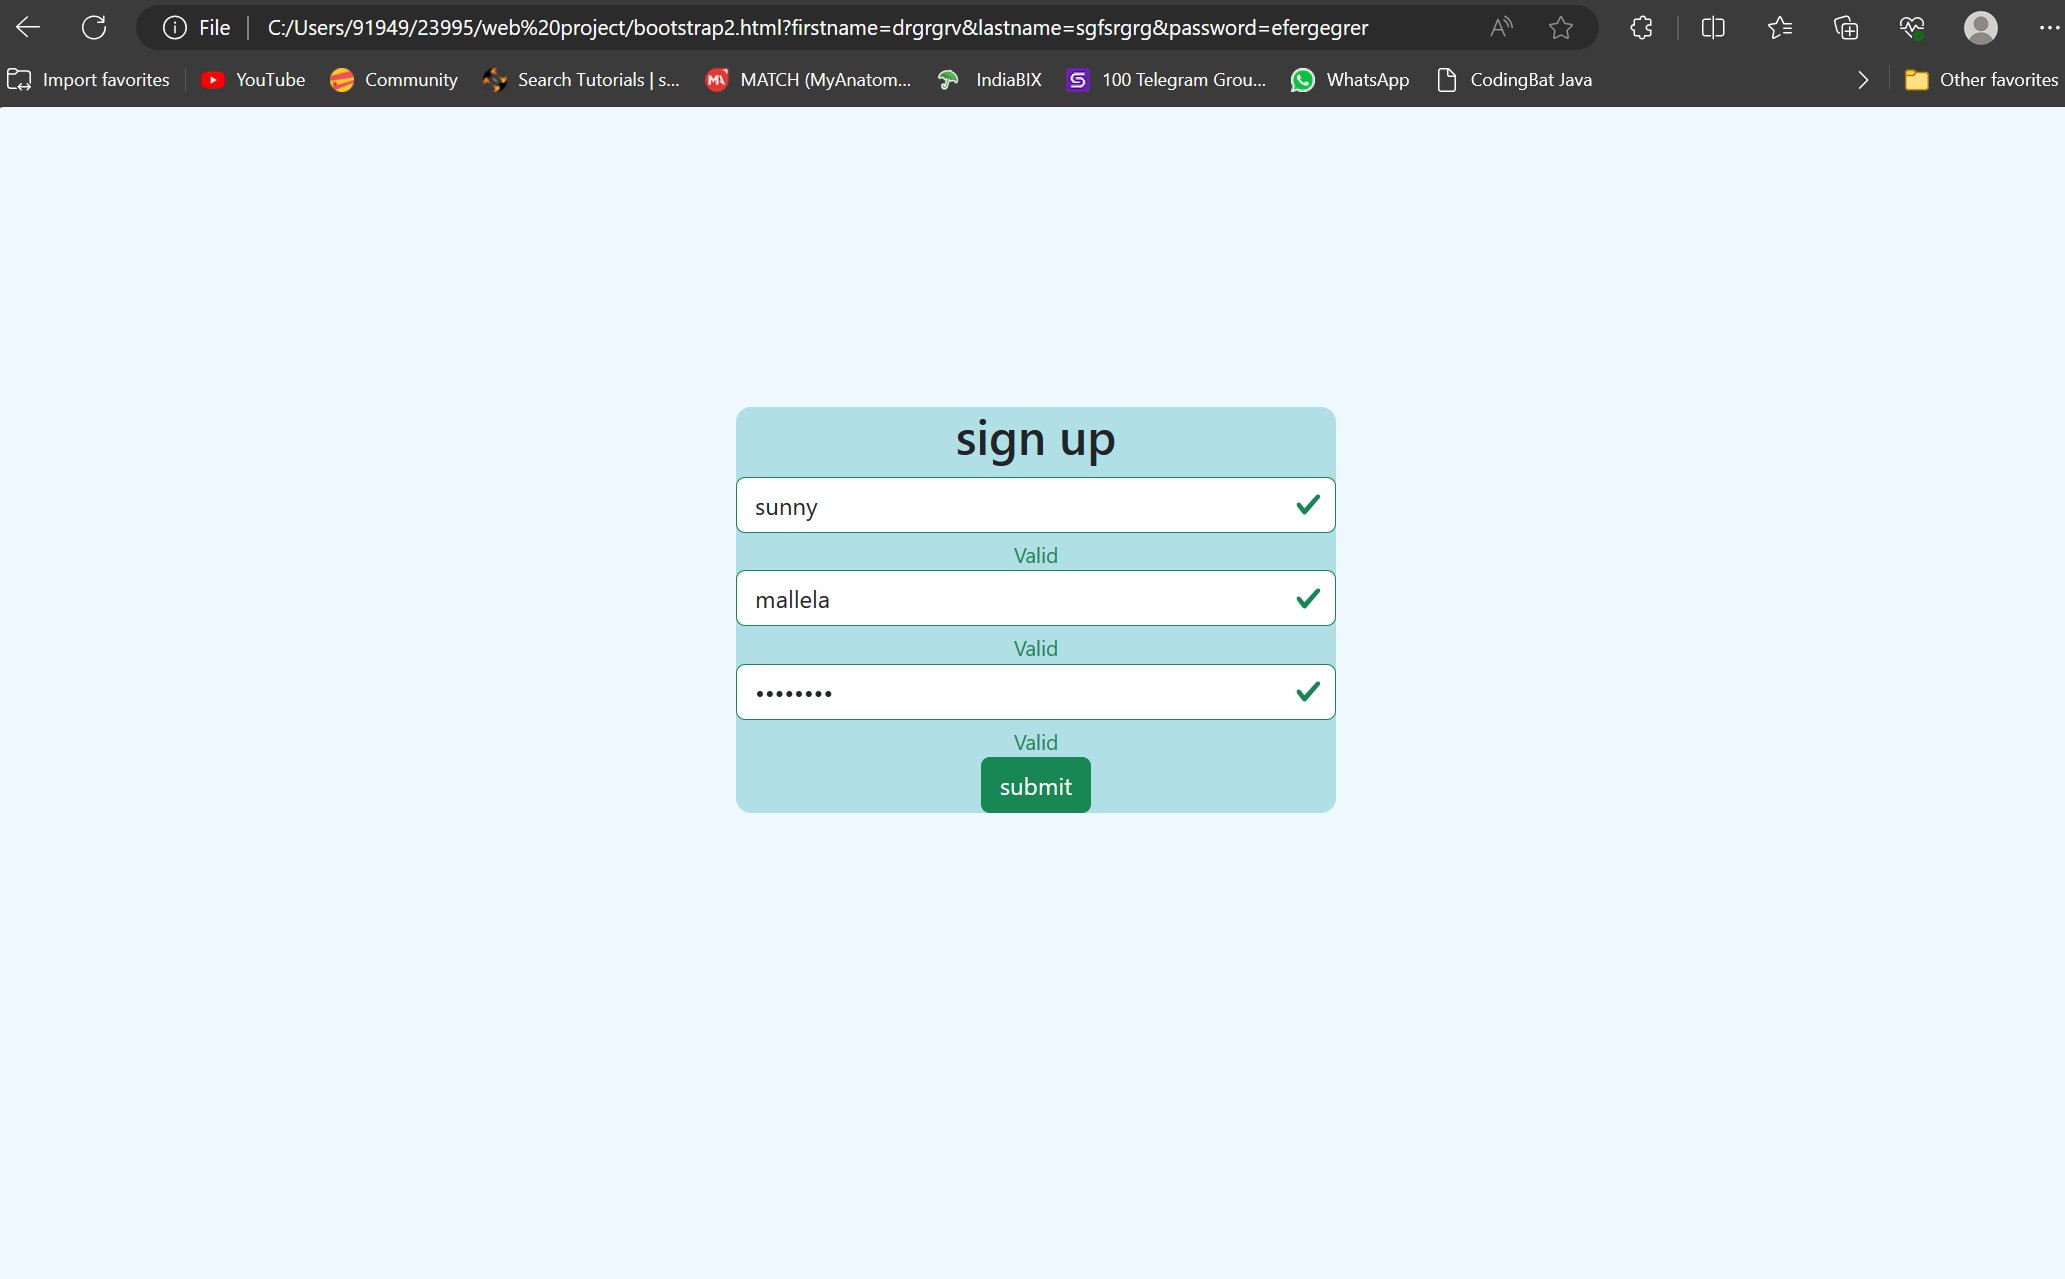 File C:/Users/91949/23995/web%20project/bootstrap2.html?firstname=drgrgrv&lastname=sgfsrgrg&password=efergegrer
Import favorites YouTube Community Search Tutorials | s... MATCH (MyAnatom... IndiaBIX 100 Telegram Grou... WhatsApp CodingBat Java Other favorites
sign up
sunny
Valid
mallela
Valid
••••••••
Valid
submit